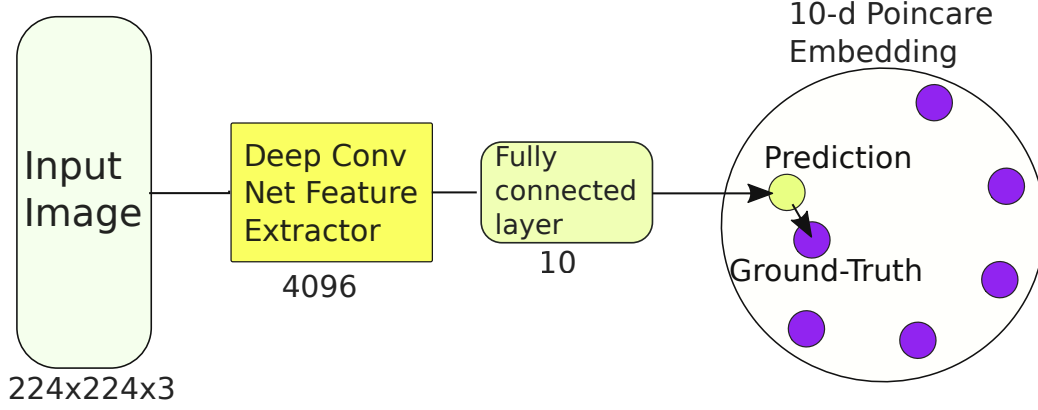 Input
Image
224x224x3
Deep Conv
Net Feature
Extractor
4096
Fully
connected
layer
10
10-d Poincare
Embedding
Prediction
Ground-Truth